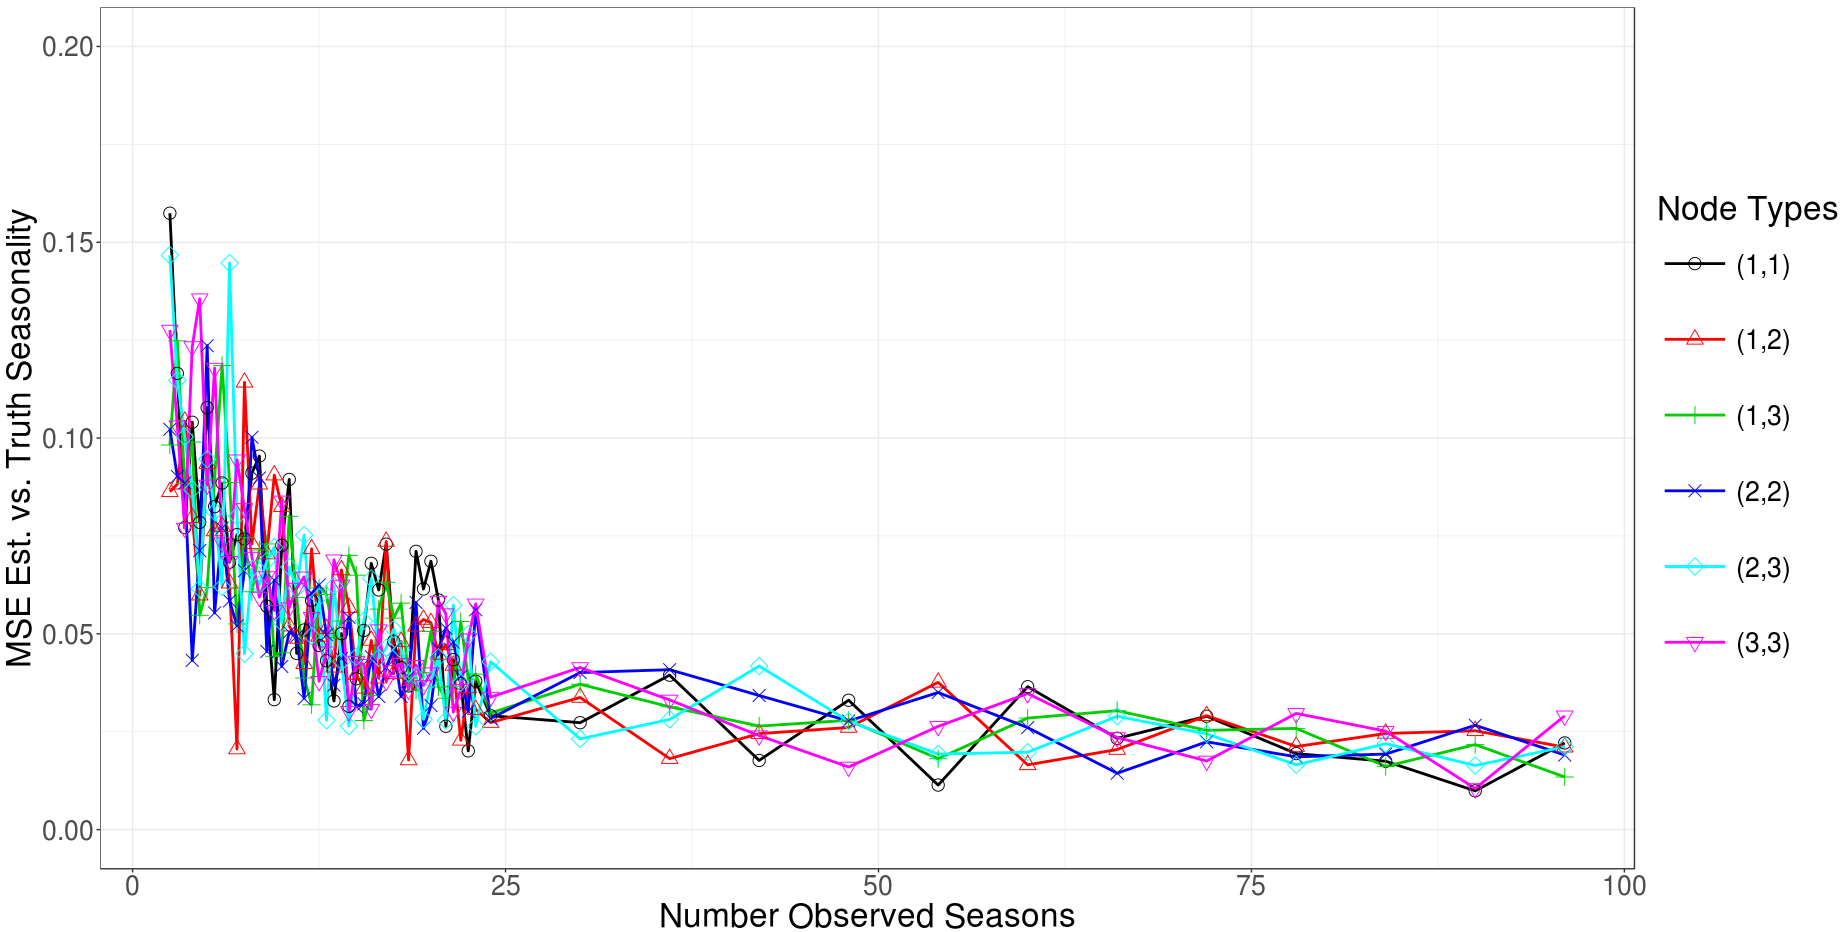 MSE Est. vs. Truth Seasonality
0.20
0.15
0.10
0.05
0.00
0 25 50 75 100
Number Observed Seasons
Node Types
(1,1)
(1,2)
(1,3)
(2,2)
(2,3)
(3,3)